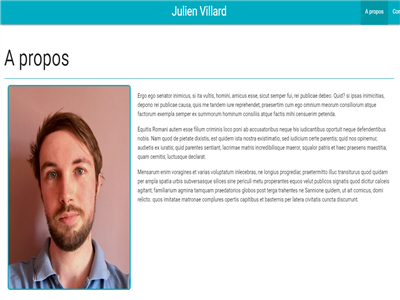 Julien Villard
A propos
A propos
Ergo ego senator inimicus, si ita vultis, homini, amicus esse, sicut semper fui, rei publicae debeo. Quid? si ipsas inimicitias,
depono rei publicae causa, quis me tandem iure reprehendet, praesertim cum ego omnium meorum consiliorum atque
factorum exempla semper ex summorum hominum consiliis atque factis mihi censuerim petenda.
Equitis Romani autem esse filium criminis loco poni ab accusatoribus neque his iudicantibus oportuit neque defendentibus
nobis. Nam quod de pietate dixistis, est quidem ista nostra existimatio, sed iudicium certe parentis; quid nos opinemur,
audietis ex iuratis; quid parentes sentiant, lacrimae matris incredibilisque maeror, squalor patris et haec praesens maestitia,
quam cernitis, luctusque declarat.
Mensarum enim voragines et varias voluptatum inlecebras, ne longius progrediar, praetermitto illuc transiturus quod quidam
per ampla spatia urbis subversasque silices sine periculi metu properantes equos velut publicos signatis quod dicitur calceis
agitant, familiarium agmina tamquam praedatorios globos post terga trahentes ne Sannione quidem, ut ait comicus, domi
relicto. quos imitatae matronae complures opertis capitibus et basternis per latera civitatis cuncta discurrunt.